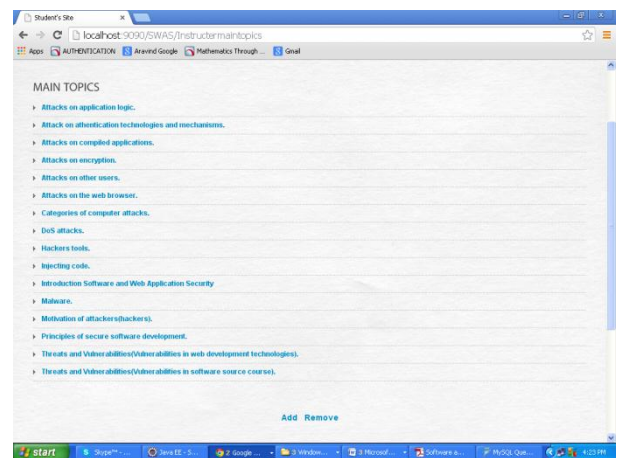 Student's Site
localhost:9090/SWAS/Instructermaintopics
Apps AUTHENTICATION Aravind Google Mathematics Through ... Gmail
MAIN TOPICS
Attacks on application logic.
Attack on athentication technologies and mechanisms.
Attacks on compiled applications.
Attacks on encryption.
Attacks on other users.
Attacks on the web browser.
Categories of computer attacks.
DoS attacks.
Hackers tools.
Injecting code.
Introduction Software and Web Application Security
Malware.
Motivation of attackers(hackers).
Principles of secure software development.
Threats and Vulnerabilities(Vulnerabilities in web development technologies).
Threats and Vulnerabilities(Vulnerabilities in software source course).
Add Remove
start Skype™ - ... Java EE - S... 2 Google ... 3 Window... 3 Microsof... Software a... MySQL Que... 4:23 PM